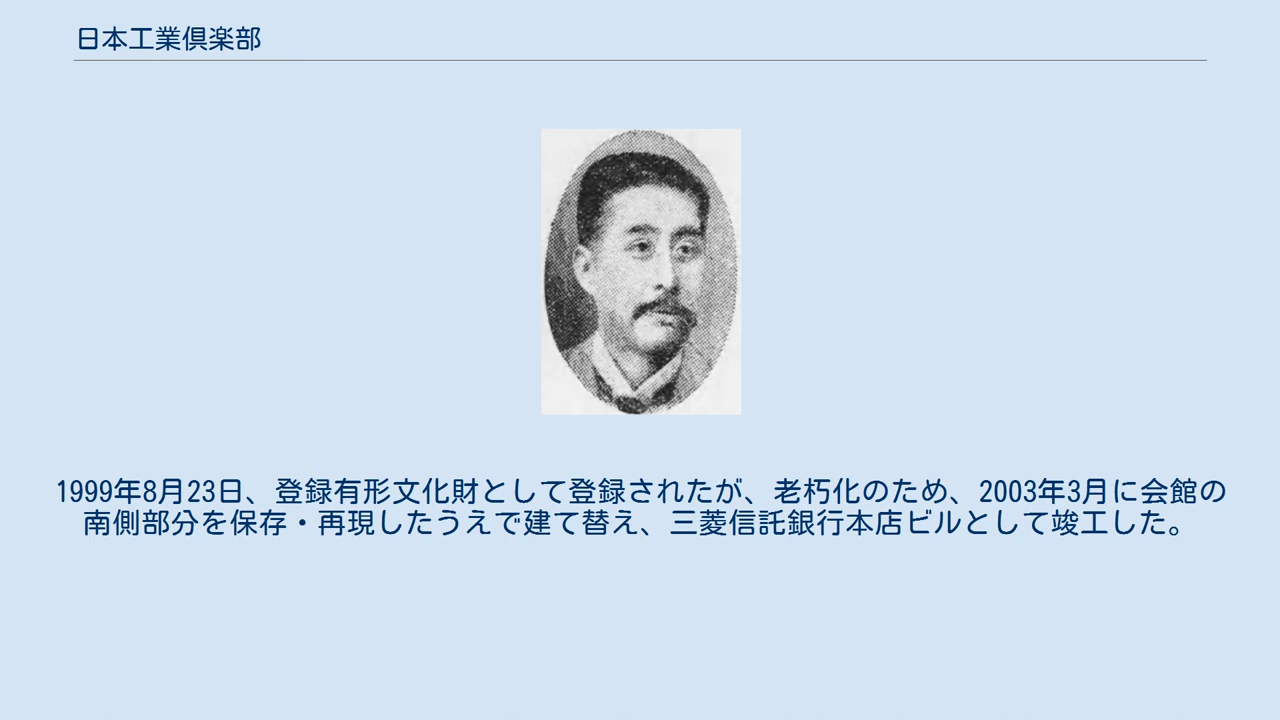 日本工業倶楽部
1999年8月23日、登録有形文化財として登録されたが、老朽化のため、2003年3月に会館の
南側部分を保存・再現したうえで建て替え、三菱信託銀行本店ビルとして竣工した。